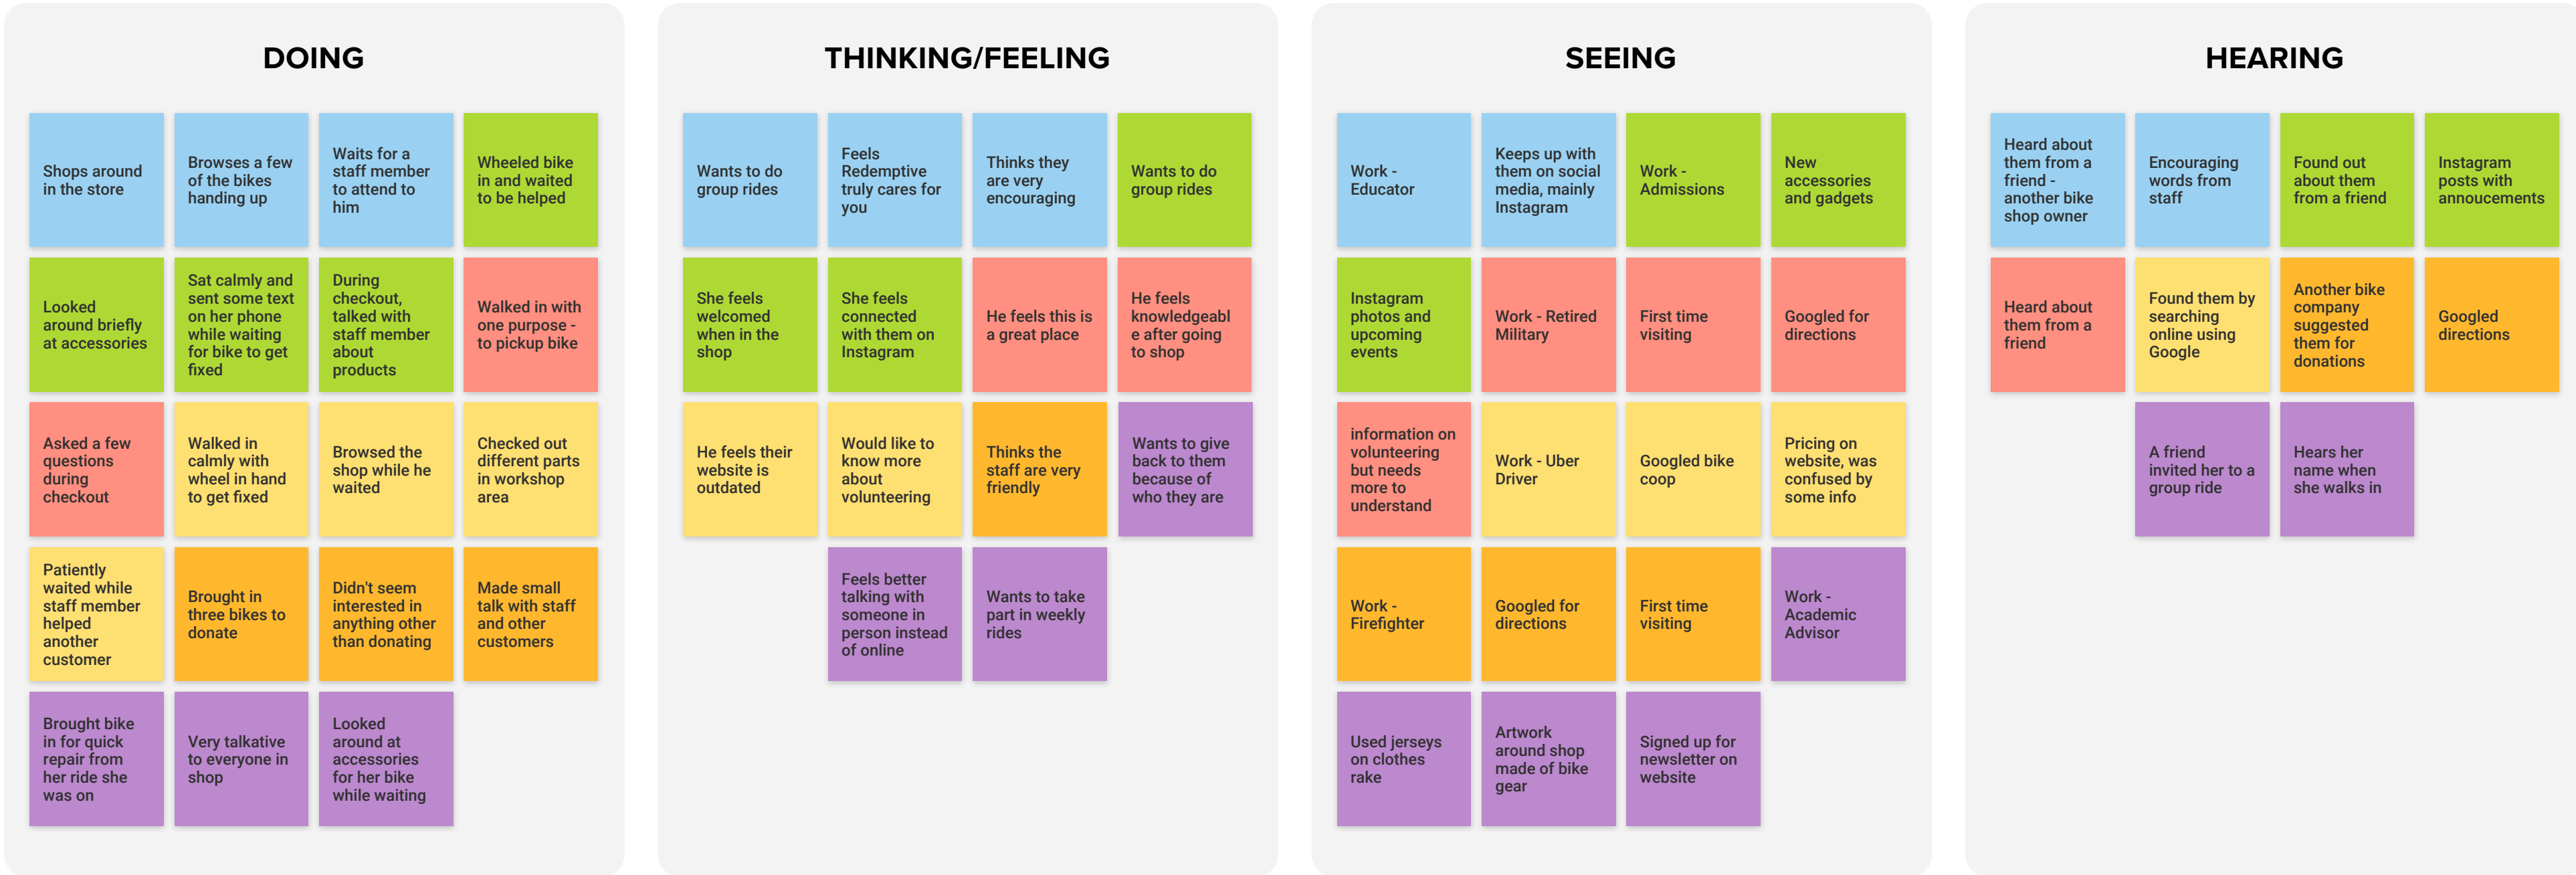 DOING
Shops around
in the store
Browses a few
of the bikes
handing up
Waits for a
staff member
to attend to
him
Wheeled bike
in and waited
to be helped
Looked
around briefly
at accessories
Sat calmly and
sent some text
on her phone
while waiting
for bike to get
fixed
During
checkout,
talked with
staff member
about
products
Walked in with
one purpose -
to pickup bike
Asked a few
questions
during
checkout
Walked in
calmly with
wheel in hand
to get fixed
Browsed the
shop while he
waited
Checked out
different parts
in workshop
area
Patiently
waited while
staff member
helped
another
customer
Brought in
three bikes to
donate
Didn't seem
interested in
anything other
than donating
Made small
talk with staff
and other
customers
Brought bike
in for quick
repair from
her ride she
was on
Very talkative
to everyone in
shop
Looked
around at
accessories
for her bike
while waiting
THINKING/FEELING
Wants to do
group rides
Feels
Redemptive
truly cares for
you
Thinks they
are very
encouraging
Wants to do
group rides
She feels
welcomed
when in the
shop
She feels
connected
with them on
Instagram
He feels this is
a great place
He feels
knowledgeabl
e after going
to shop
He feels their
website is
outdated
Would like to
know more
about
volunteering
Thinks the
staff are very
friendly
Wants to give
back to them
because of
who they are
Feels better
talking with
someone in
person instead
of online
Wants to take
part in weekly
rides
SEEING
Work -
Educator
Keeps up with
them on social
media, mainly
Instagram
Work -
Admissions
New
accessories
and gadgets
Instagram
photos and
upcoming
events
Work - Retired
Military
First time
visiting
Googled for
directions
information on
volunteering
but needs
more to
understand
Work - Uber
Driver
Googled bike
coop
Pricing on
website, was
confused by
some info
Work -
Firefighter
Googled for
directions
First time
visiting
Work -
Academic
Advisor
Used jerseys
on clothes
rake
Artwork
around shop
made of bike
gear
Signed up for
newsletter on
website
HEARING
Heard about
them from a
friend -
another bike
shop owner
Encouraging
words from
staff
Found out
about them
from a friend
Instagram
posts with
annoucements
Heard about
them from a
friend
Found them by
searching
online using
Google
Another bike
company
suggested
them for
donations
Googled
directions
A friend
invited her to a
group ride
Hears her
name when
she walks in